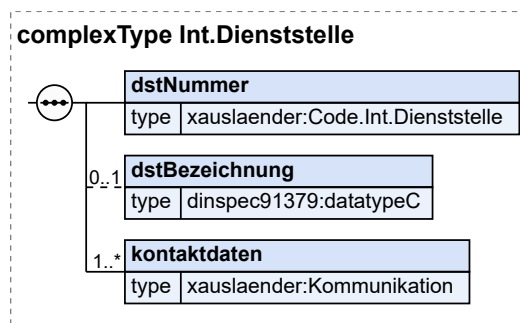 complexType Int.Dienststelle
dstNummer
type xauslaender:Code.Int.Dienststelle
0..1 dstBezeichnung
type dinspec91379:datatypeC
1..* kontaktdaten
type xauslaender:Kommunikation